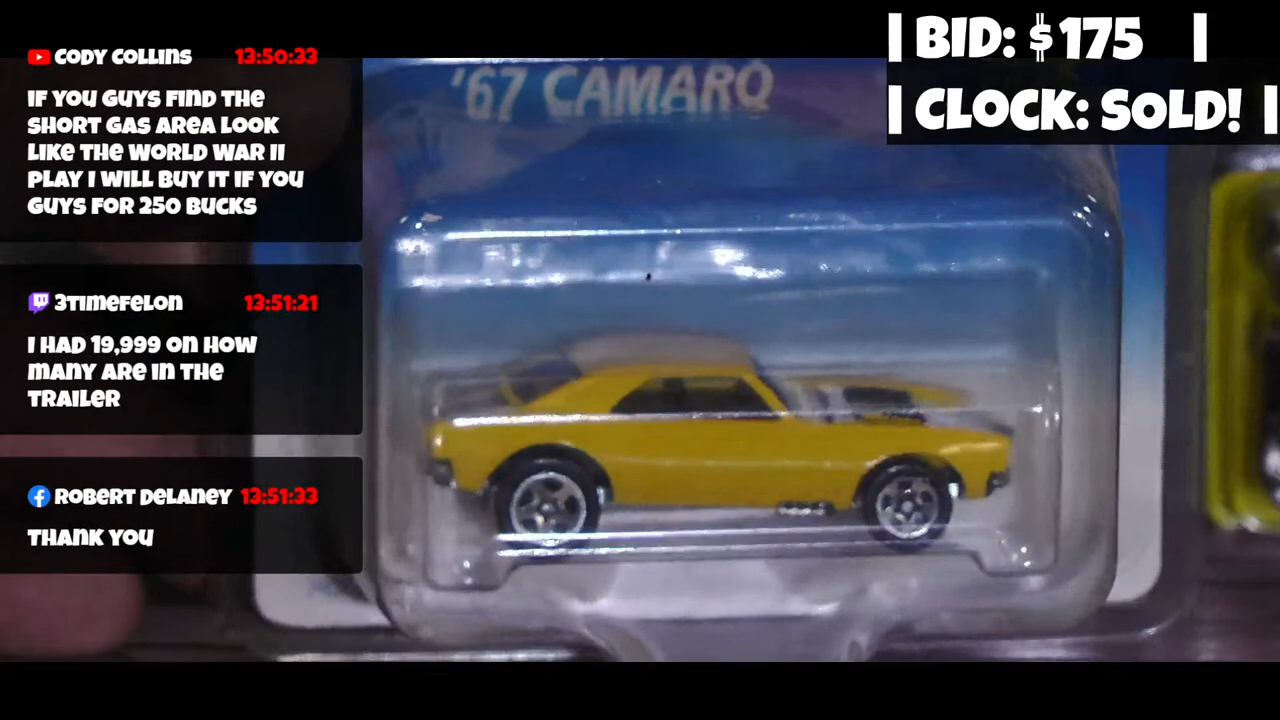 CODY COLLINS 13:50:33
IF YOU GUYS FIND THE
SHORT GAS AREA LOOK
LIKE THE WORLD WAR II
PLAY I WILL BUY IT IF YOU
GUYS FOR 250 BUCKS
3TIMEFELON 13:51:21
I HAD 19,999 ON HOW
MANY ARE IN THE
TRAILER
ROBERT DELANEY 13:51:33
THANK YOU
'67 CAMARO
| BID: $175 |
| CLOCK: SOLD! |